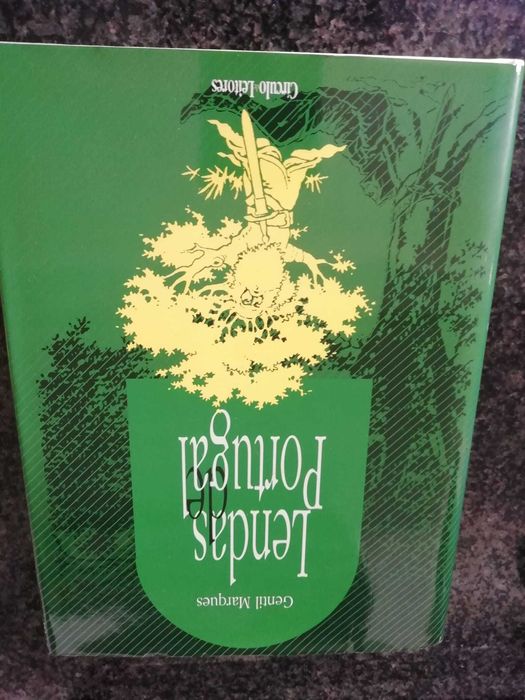 Gentil Marques
Lendas
de
Portugal
Círculo Leitores